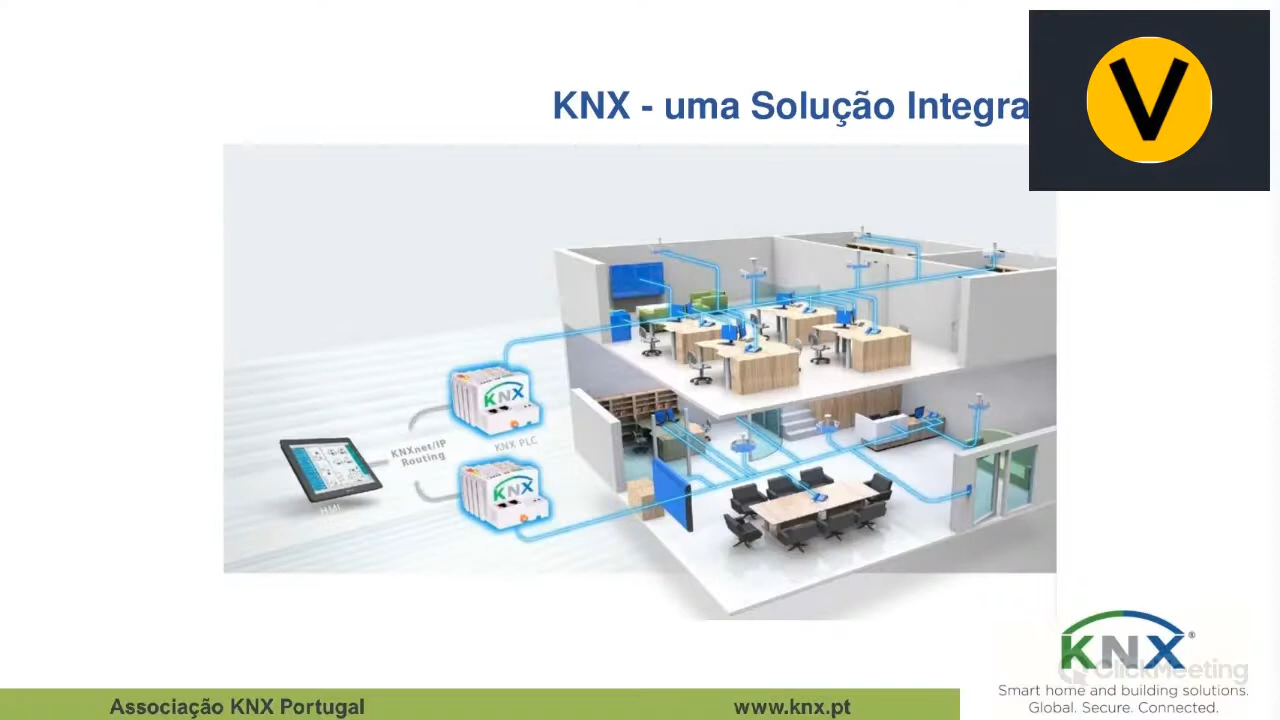 KNX - uma Solução Integra
V
KNX
KNXnet/IP
Routing
KNX PLC
HMI
KNX
KNX®
ClickMeeting
Smart home and building solutions.
Global. Secure. Connected.
Associação KNX Portugal
www.knx.pt